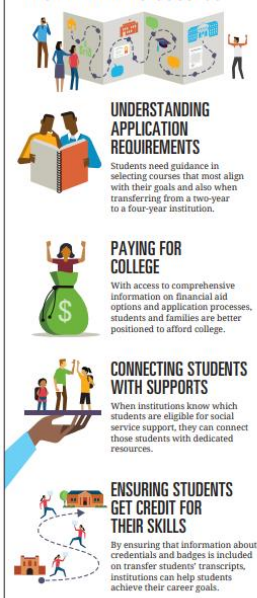 UNDERSTANDING
APPLICATION
REQUIREMENTS
Students need guidance in
selecting courses that most align
with their goals and also when
transferring from a two-year
to a four-year institution.
$
PAYING FOR
COLLEGE
With access to comprehensive
information on financial aid
options and application processes,
students and families are better
positioned to afford college.
CONNECTING STUDENTS
WITH SUPPORTS
When institutions know which
students are eligible for social
service support, they can connect
those students with dedicated
resources.
ENSURING STUDENTS
GET CREDIT FOR
THEIR SKILLS
By ensuring that information about
credentials and badges is included
on transfer students' transcripts,
institutions can help students
achieve their career goals.